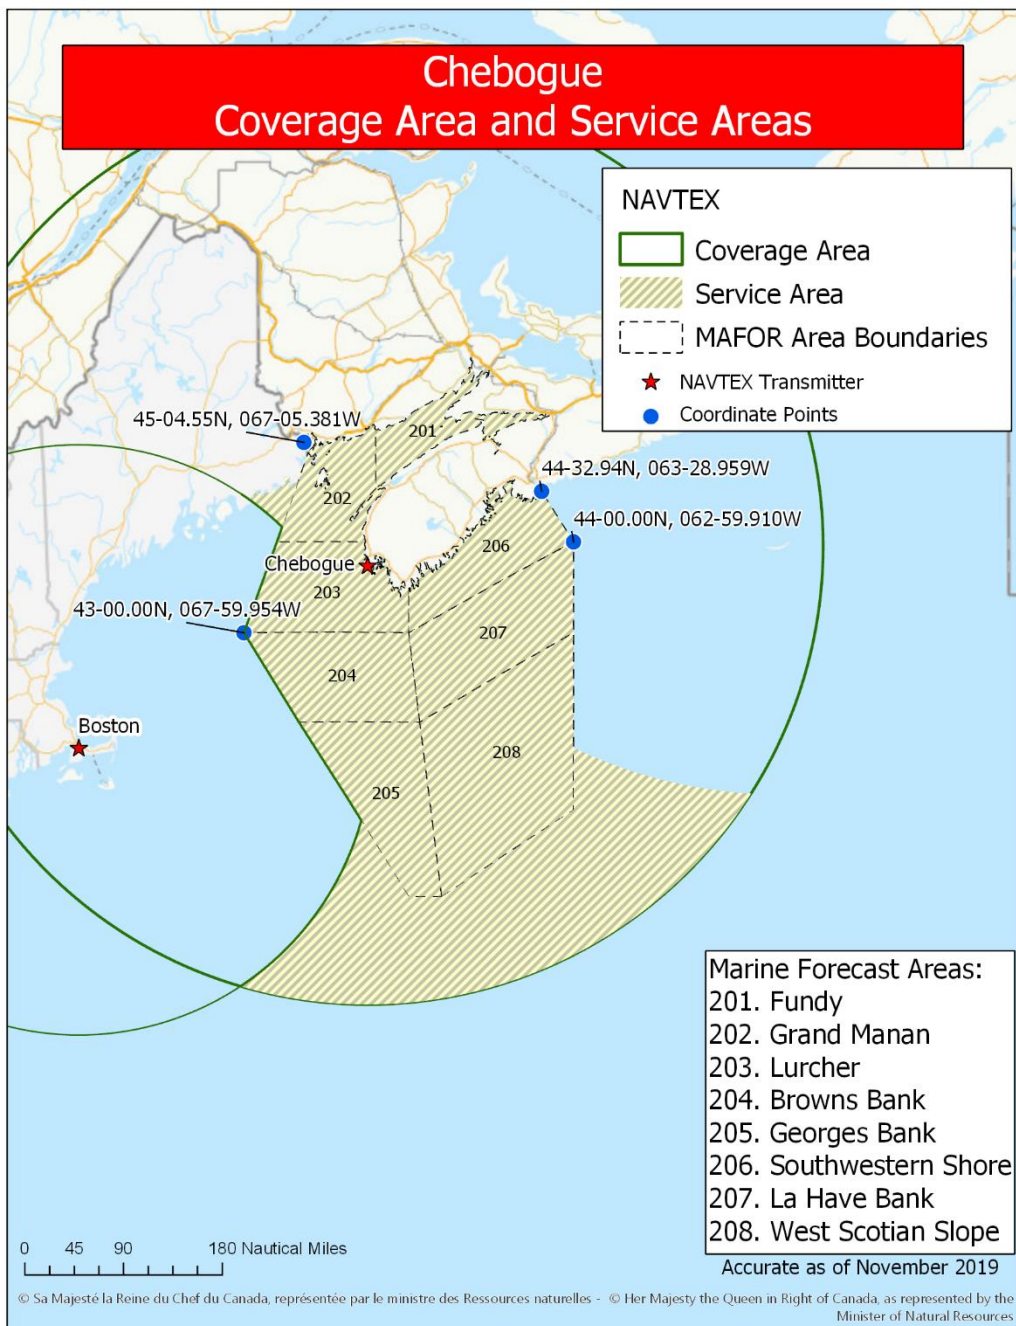 Chebogue
Coverage Area and Service Areas
NAVTEX
Coverage Area
Service Area
MAFOR Area Boundaries
NAVTEX Transmitter
Coordinate Points
45-04.55N, 067-05.381W
201
44-32.94N, 063-28.959W
202
44-00.00N, 062-59.910W
206
Chebogue
203
43-00.00N, 067-59.954W
207
204
Boston
208
205
Marine Forecast Areas:
201. Fundy
202. Grand Manan
203. Lurcher
204. Browns Bank
205. Georges Bank
206. Southwestern Shore
207. La Have Bank
208. West Scotian Slope
0 45 90 180 Nautical Miles
Accurate as of November 2019
© Sa Majesté la Reine du Chef du Canada, représentée par le ministre des Ressources naturelles - © Her Majesty the Queen in Right of Canada, as represented by the
Minister of Natural Resources